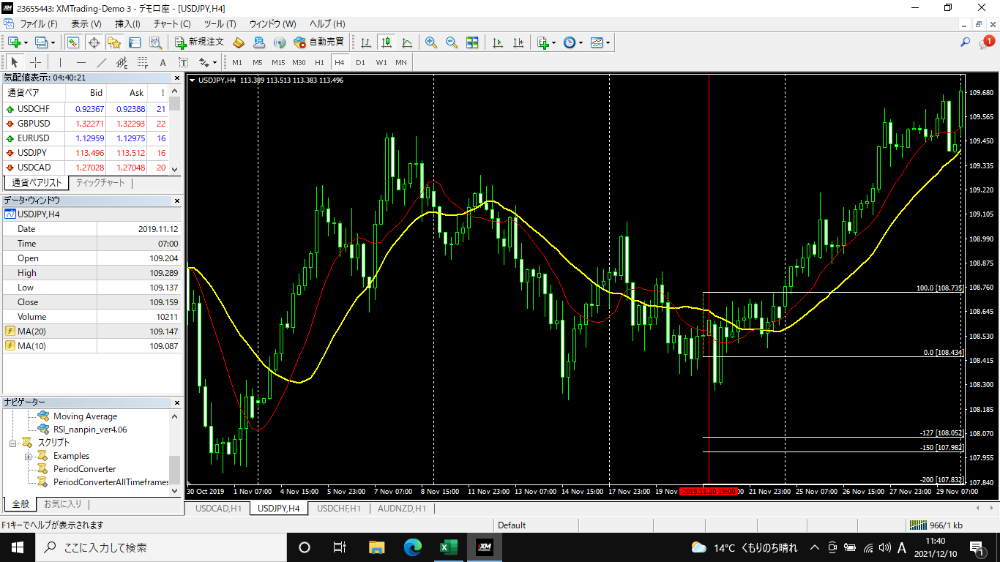 23655443: XMTrading-Demo 3 - デモ口座 - [USDJPY,H4]
ファイル (F) 表示 (V) 挿入(I) チャート (C) ツール (T) ウィンドウ (W) ヘルプ (H)
新規注文 自動売買 1
A T M1 M5 M15 M30 H1 H4 D1 W1 MN
気配値表示: 04:40:21
通貨ペア Bid Ask !
USDCHF 0.92367 0.92388 21
GBPUSD 1.32271 1.32293 22
EURUSD 1.12959 1.12975 16
USDJPY 113.496 113.512 16
USDCAD 1.27028 1.27048 20
通貨ペアリスト ティックチャート
データ・ウィンドウ
USDJPY,H4
Date 2019.11.12
Time 07:00
Open 109.204
High 109.289
Low 109.137
Close 109.159
Volume 10211
MA(20) 109.147
MA(10) 109.087
ナビゲーター
Moving Average
RSI_nanpin_ver4.06
スクリプト
Examples
PeriodConverter
PeriodConverterAllTimeframes
全般 お気に入り
USDJPY,H4 113.389 113.513 113.383 113.496
109.680
109.565
109.450
109.335
109.220
109.105
108.990
108.875
108.760
108.645
108.530
108.415
108.300
108.185
108.070
107.955
107.840
100.0 [108.735]
0.0 [108.434]
-127 [108.052]
-150 [107.982]
-200 [107.832]
30 Oct 2019 1 Nov 07:00 4 Nov 15:00 5 Nov 23:00 7 Nov 07:00 8 Nov 15:00 11 Nov 23:00 13 Nov 07:00 14 Nov 15:00 17 Nov 23:00 19 Nov 2019.11.20 19:00 21 Nov 23:00 25 Nov 07:00 26 Nov 15:00 27 Nov 23:00 29 Nov 07:00
USDCAD,H1 USDJPY,H4 USDCHF,H1 AUDNZD,H1
F1キーでヘルプが表示されます Default 966/1 kb
ここに入力して検索 XM TRADING 14°C くもりのち晴れ A 11:40
2021/12/10 1